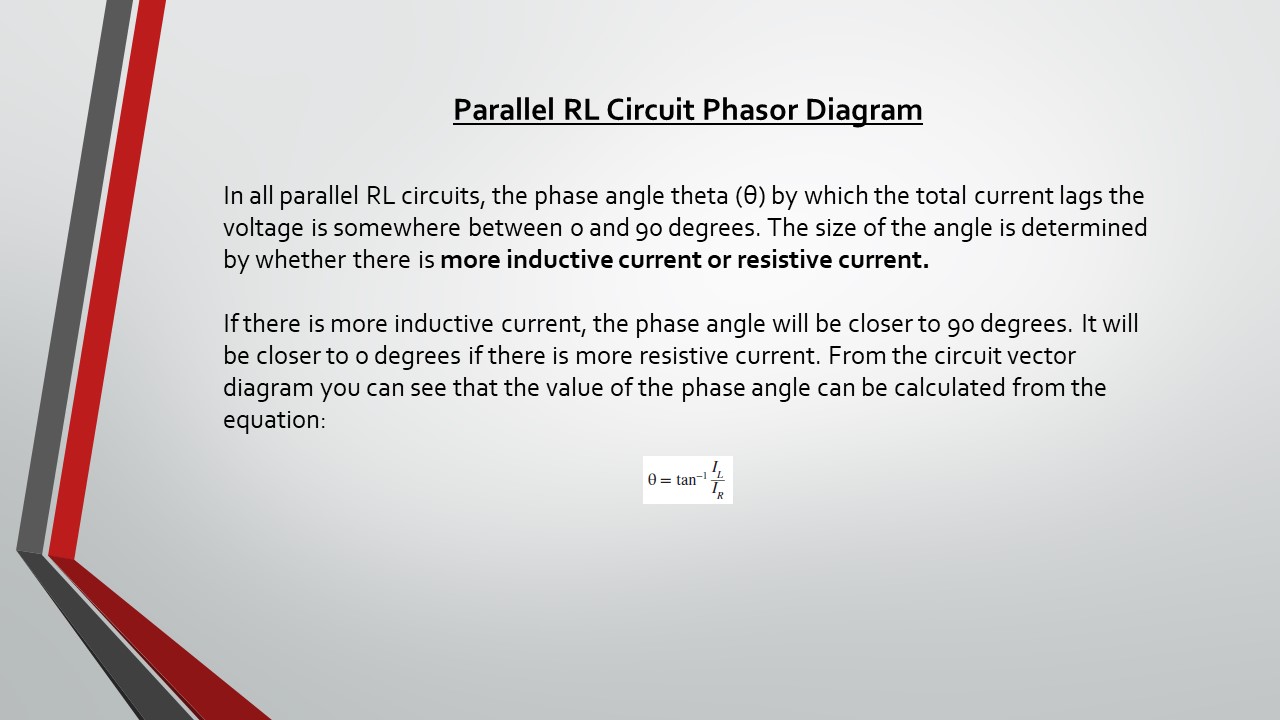 Parallel RL Circuit Phasor Diagram
In all parallel RL circuits, the phase angle theta (θ) by which the total current lags the
voltage is somewhere between 0 and 90 degrees. The size of the angle is determined
by whether there is more inductive current or resistive current.
If there is more inductive current, the phase angle will be closer to 90 degrees. It will
be closer to 0 degrees if there is more resistive current. From the circuit vector
diagram you can see that the value of the phase angle can be calculated from the
equation:
θ = tan⁻¹ I_L / I_R